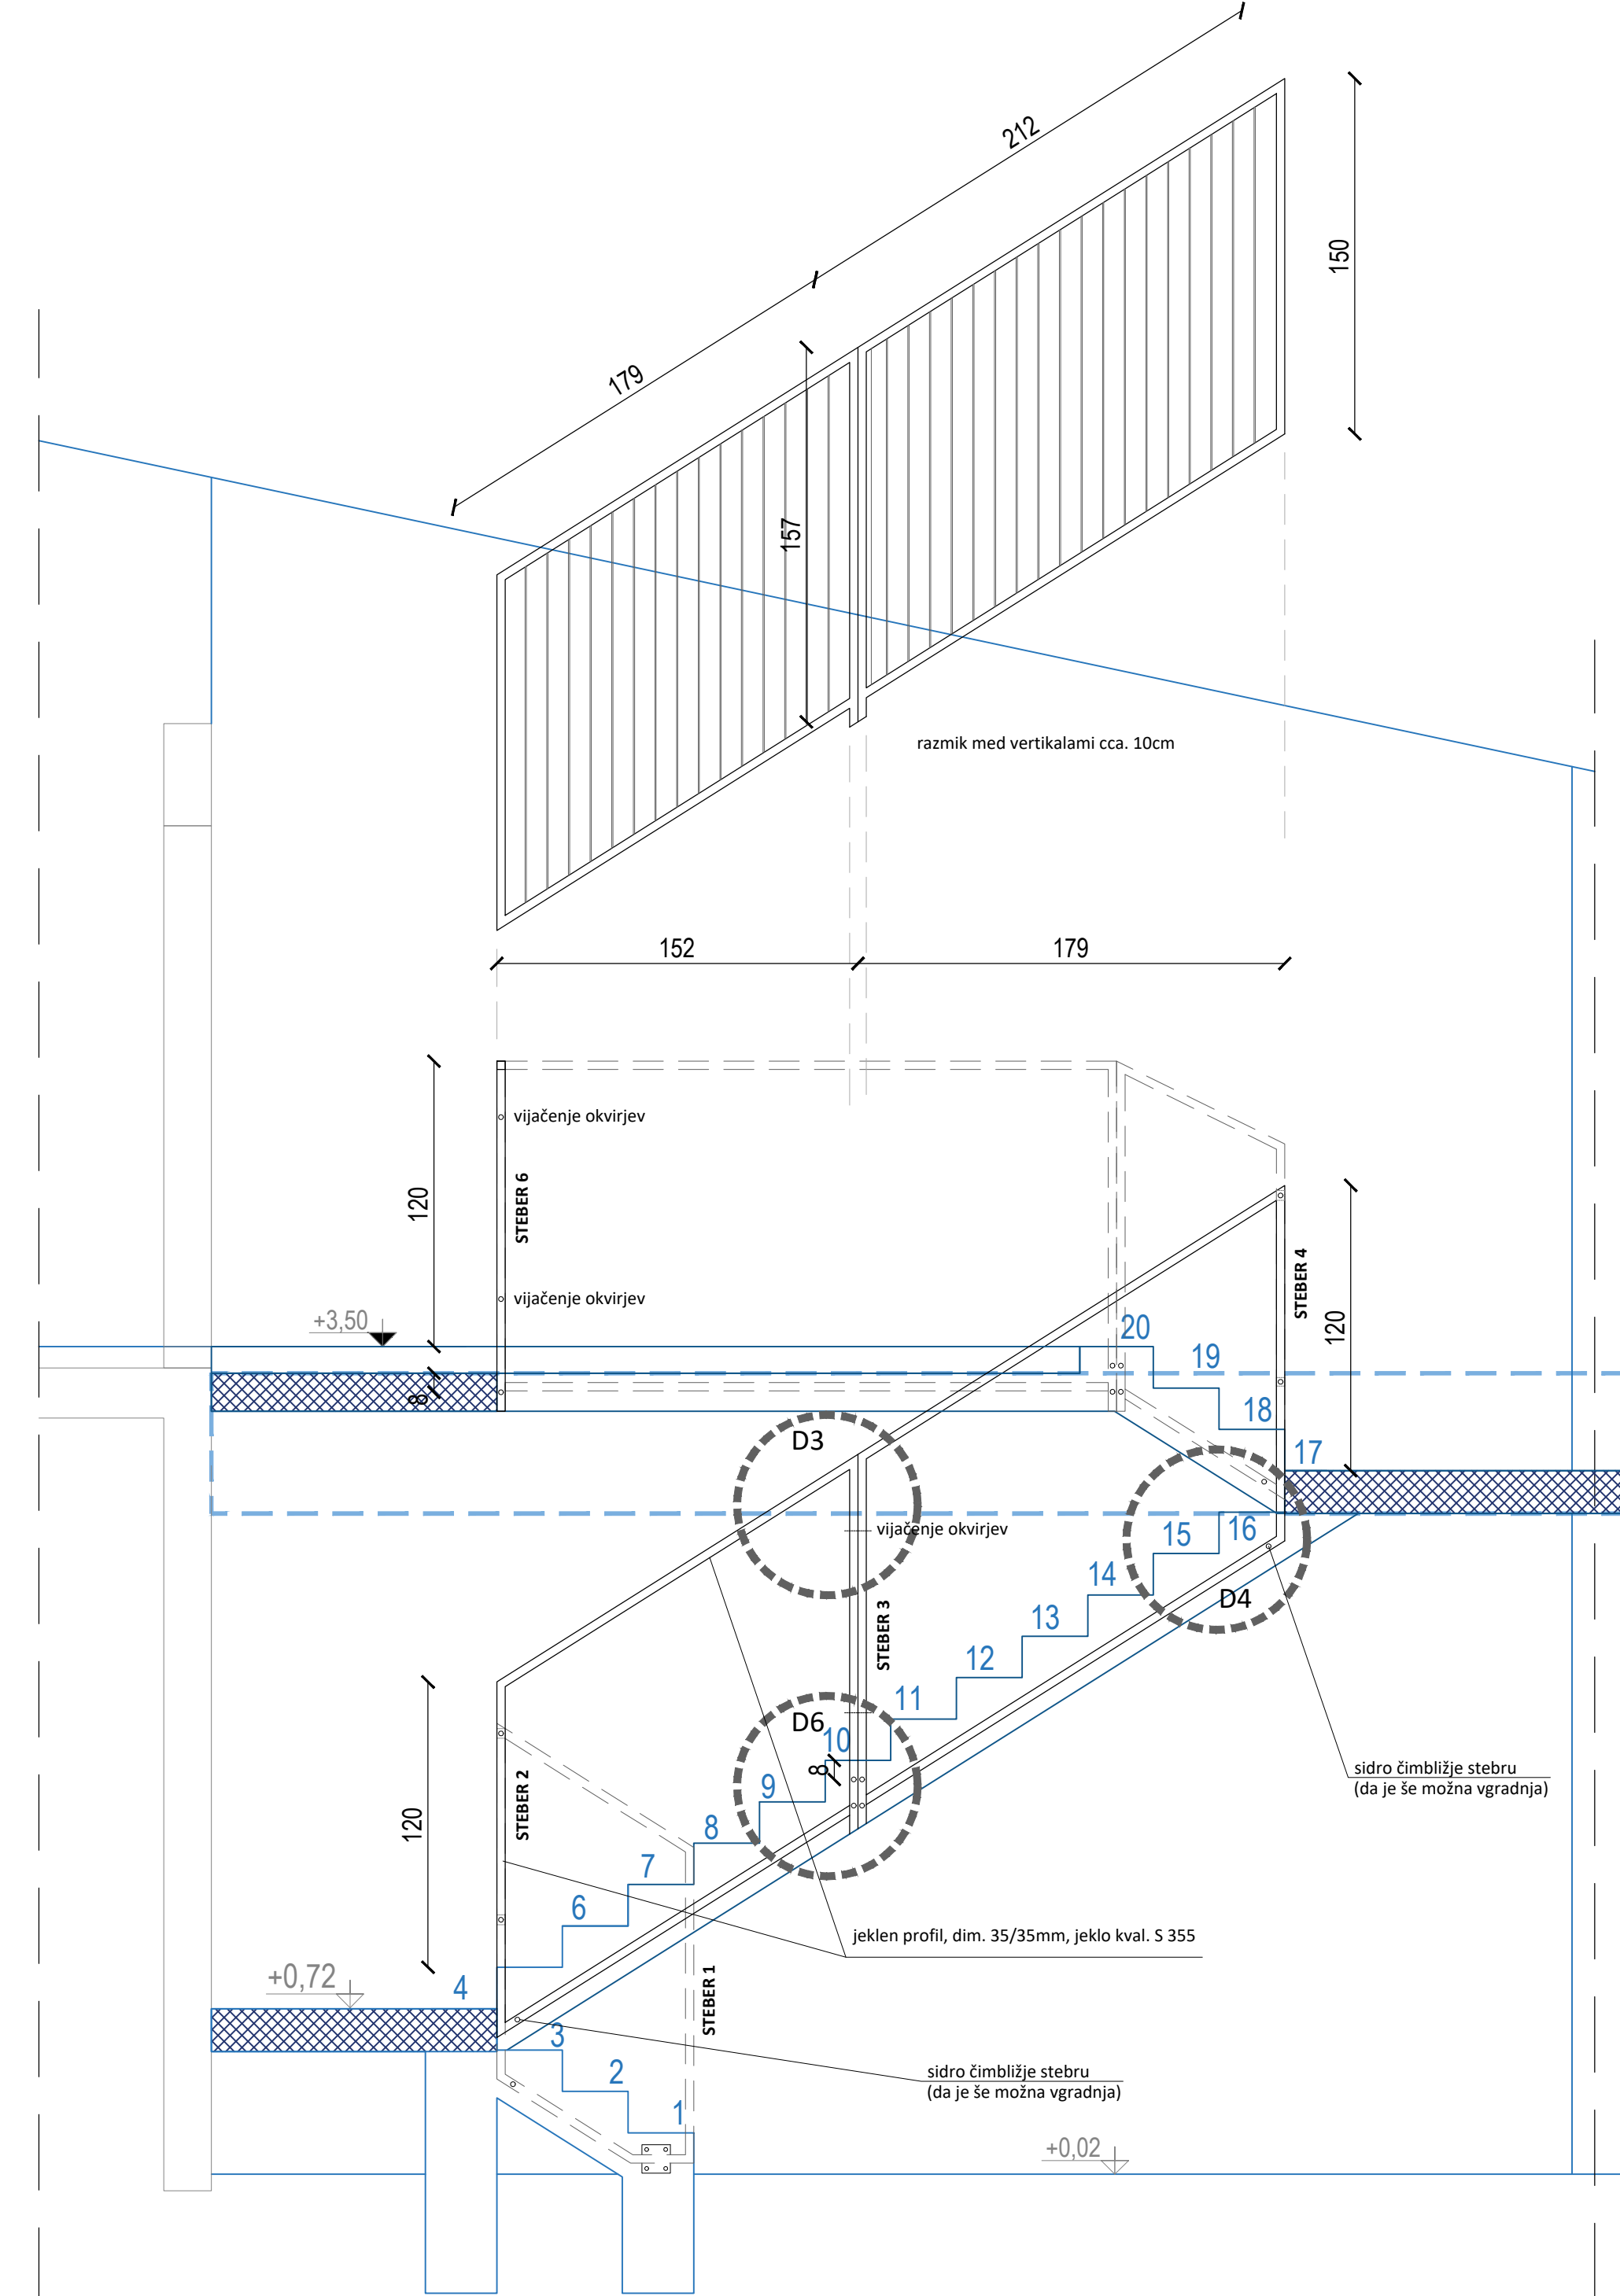 212
150
179
157
razmik med vertikalami cca. 10cm
152
179
vijačenje okvirjev
120
STEBER 6
STEBER 4
vijačenje okvirjev
+3,50
20
120
19
8
18
D3
17
vijačenje okvirjev
16
15
14
D4
13
STEBER 3
12
11
D6
10
8
9
sidro čimbližje stebru
(da je še možna vgradnja)
STEBER 2
120
8
7
6
jeklen profil, dim. 35/35mm, jeklo kval. S 355
+0,72
4
STEBER 1
3
2
sidro čimbližje stebru
(da je še možna vgradnja)
1
+0,02